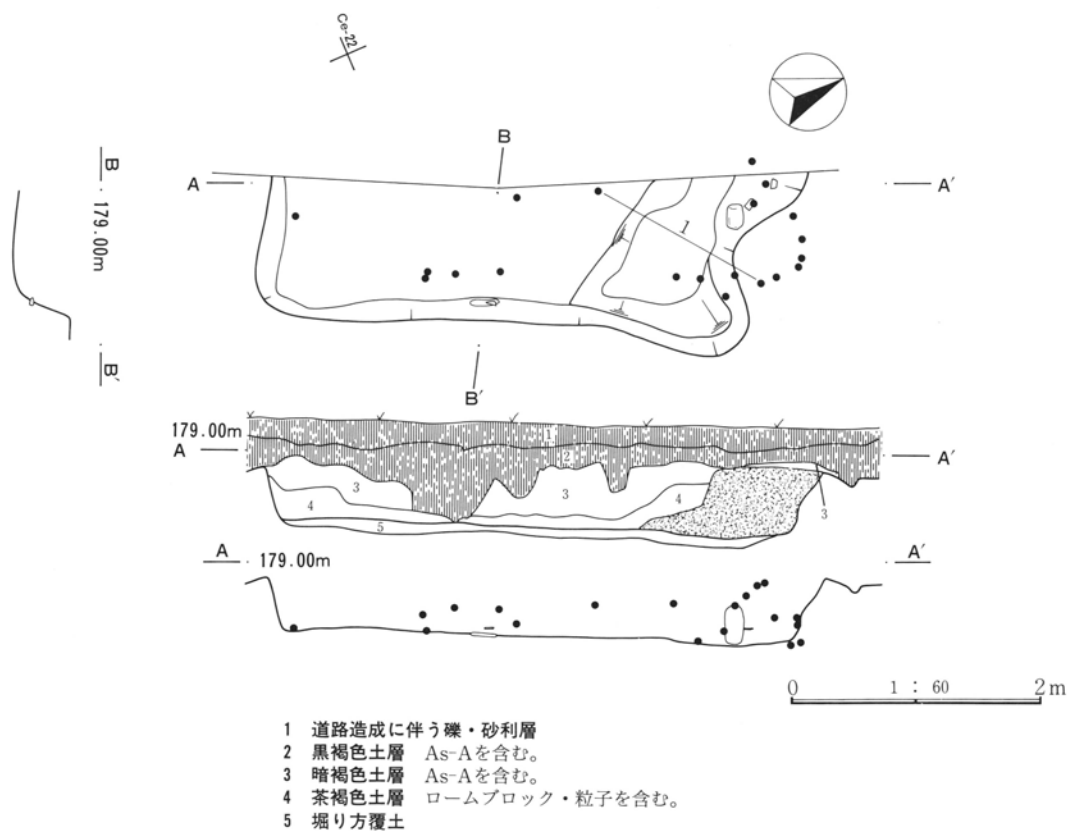 Ce-22
B
A
A′
B
179.00m
B′
1
B′
179.00m
A
A′
1
2
3
3
4
4
3
5
A
179.00m
A′
0 1 : 60 2m
1 道路造成に伴う礫・砂利層
2 黒褐色土層 As-Aを含む。
3 暗褐色土層 As-Aを含む。
4 茶褐色土層 ロームブロック・粒子を含む。
5 堀り方覆土